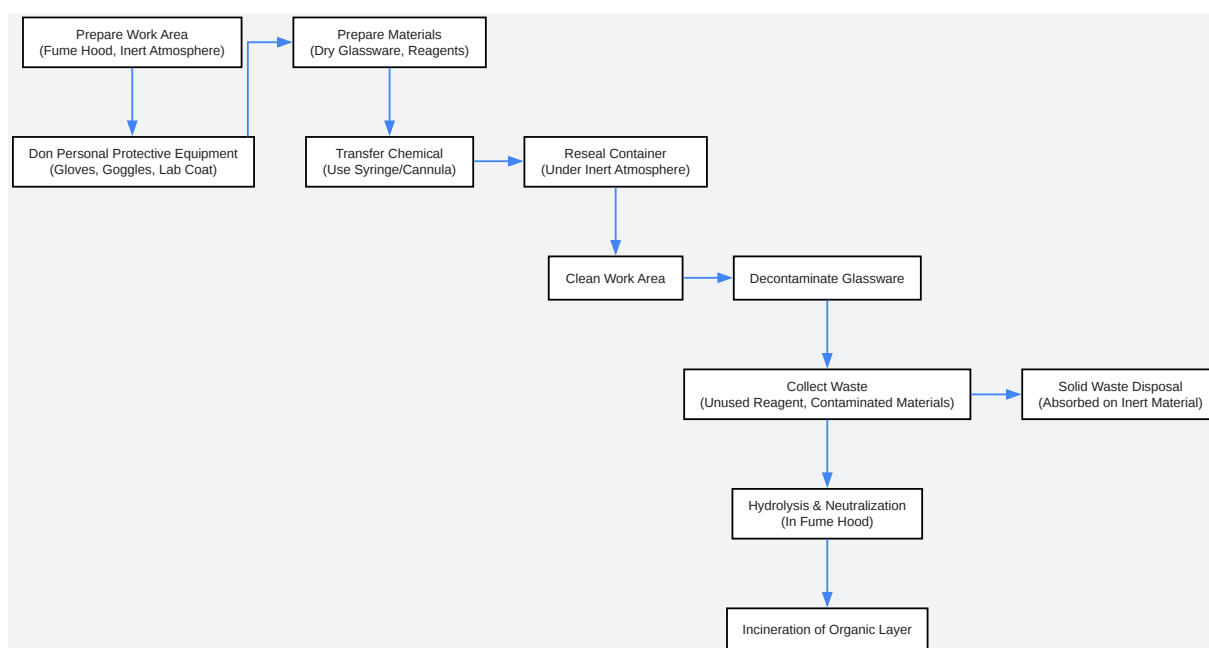 Prepare Work Area
(Fume Hood, Inert Atmosphere)
Prepare Materials
(Dry Glassware, Reagents)
Don Personal Protective Equipment
(Gloves, Goggles, Lab Coat)
Transfer Chemical
(Use Syringe/Cannula)
Reseal Container
(Under Inert Atmosphere)
Clean Work Area
Decontaminate Glassware
Collect Waste
(Unused Reagent, Contaminated Materials)
Solid Waste Disposal
(Absorbed on Inert Material)
Hydrolysis & Neutralization
(In Fume Hood)
Incineration of Organic Layer